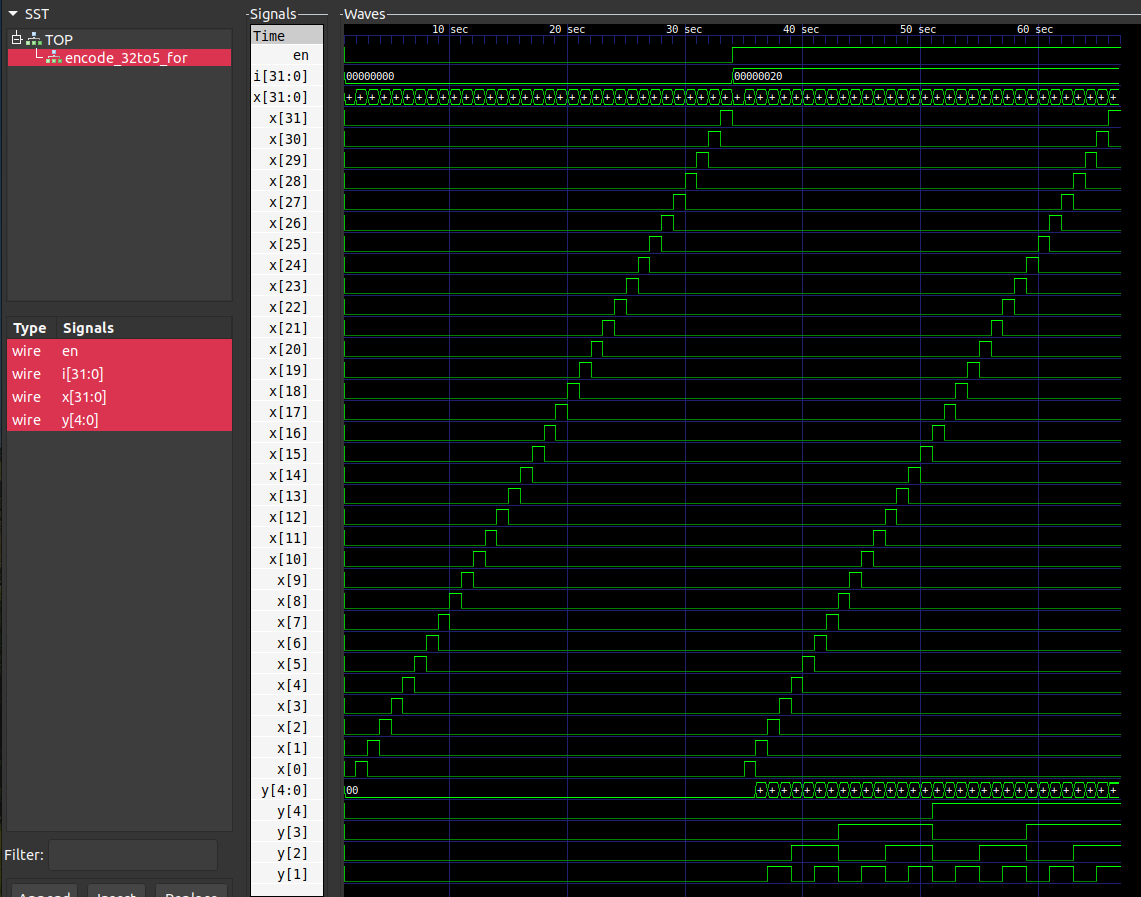 SST
TOP
encode_32to5_for
Type Signals
wire en
wire i[31:0]
wire x[31:0]
wire y[4:0]
Filter:
Append Insert Replace
Signals
Time
en
i[31:0]
x[31:0]
x[31]
x[30]
x[29]
x[28]
x[27]
x[26]
x[25]
x[24]
x[23]
x[22]
x[21]
x[20]
x[19]
x[18]
x[17]
x[16]
x[15]
x[14]
x[13]
x[12]
x[11]
x[10]
x[9]
x[8]
x[7]
x[6]
x[5]
x[4]
x[3]
x[2]
x[1]
x[0]
y[4:0]
y[4]
y[3]
y[2]
y[1]
Waves
10 sec 20 sec 30 sec 40 sec 50 sec 60 sec
00000000 00000020
00